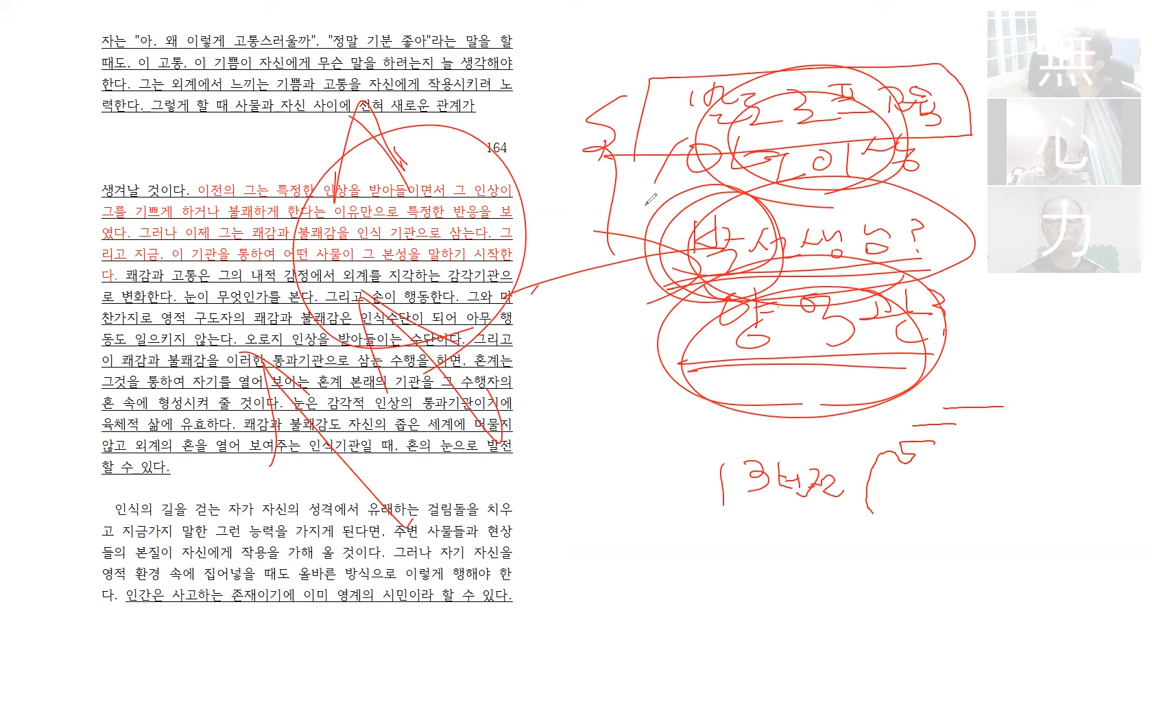 자는 "아, 왜 이렇게 고통스러울까", "정말 기분 좋아"라는 말을 할
때도, 이 고통, 이 기쁨이 자신에게 무슨 말을 하려는지 늘 생각해야
한다. 그는 외계에서 느끼는 기쁨과 고통을 자신에게 작용시키려 노
력한다. 그렇게 할 때 사물과 자신 사이에 전혀 새로운 관계가
164
생겨날 것이다. 이전의 그는 특정한 인상을 받아들이면서 그 인상이
그를 기쁘게 하거나 불쾌하게 한다는 이유만으로 특정한 반응을 보
였다. 그러나 이제 그는 쾌감과 불쾌감을 인식 기관으로 삼는다. 그
리고 지금, 이 기관을 통하여 어떤 사물이 그 본성을 말하기 시작한
다. 쾌감과 고통은 그의 내적 감정에서 외계를 지각하는 감각기관으
로 변화한다. 눈이 무엇인가를 본다. 그리고 손이 행동한다. 그와 마
찬가지로 영적 구도자의 쾌감과 불쾌감은 인식수단이 되어 아무 행
동도 일으키지 않는다. 오로지 인상을 받아들이는 수단이다. 그리고
이 쾌감과 불쾌감을 이러한 통과기관으로 삼는 수행을 하면, 혼계는
그것을 통하여 자기를 열어 보이는 혼계 본래의 기관을 그 수행자의
혼 속에 형성시켜 줄 것이다. 눈은 감각적 인상의 통과기관이기에
육체적 삶에 유효하다. 쾌감과 불쾌감도 자신의 좁은 세계에 머물지
않고 외계의 혼을 열어 보여주는 인식기관일 때, 혼의 눈으로 발전
할 수 있다.
인식의 길을 걷는 자가 자신의 성격에서 유래하는 걸림돌을 치우
고 지금가지 말한 그런 능력을 가지게 된다면, 주변 사물들과 현상
들의 본질이 자신에게 작용을 가해 올 것이다. 그러나 자기 자신을
영적 환경 속에 집어넣을 때도 올바른 방식으로 이렇게 행해야 한
다. 인간은 사고하는 존재이기에 이미 영계의 시민이라 할 수 있다.
無
心
力